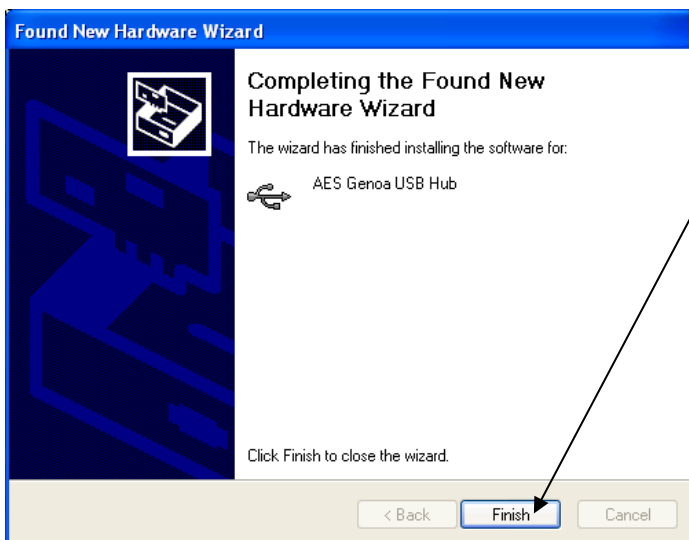 Found New Hardware Wizard
Completing the Found New
Hardware Wizard
The wizard has finished installing the software for:
AES Genoa USB Hub
Click Finish to close the wizard.
< Back
Finish
Cancel